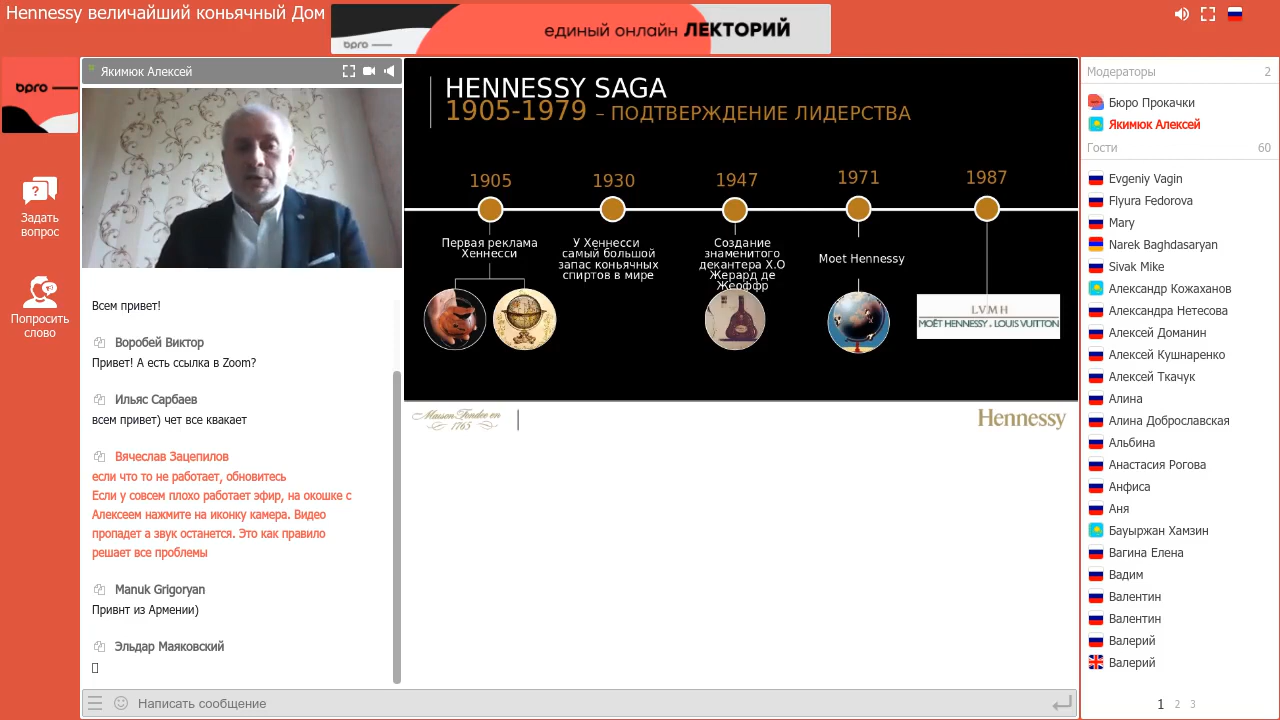 Hennessy величайший коньячный Дом
bpro
единый онлайн ЛЕКТОРИЙ
bpro
Задать
вопрос
Попросить
слово
Якимюк Алексей
Всем привет!
Воробей Виктор
Привет! А есть ссылка в Zoom?
Ильяс Сарбаев
всем привет) чет все квакает
Вячеслав Зацепилов
если что то не работает, обновитесь
Если у совсем плохо работает эфир, на окошке с
Алексеем нажмите на иконку камера. Видео
пропадет а звук останется. Это как правило
решает все проблемы
Manuk Grigoryan
Привнт из Армении)
Эльдар Маяковский
Написать сообщение
HENNESSY SAGA
1905-1979 – ПОДТВЕРЖДЕНИЕ ЛИДЕРСТВА
1905
1930
1947
1971
1987
Первая реклама
Хеннесси
У Хеннесси
самый большой
запас коньячных
спиртов в мире
Создание
знаменитого
декантера X.O
Жерард де
Жеоффр
Moet Hennessy
LVMH
MOËT HENNESSY . LOUIS VUITTON
Maison Fondée en
1765
Hennessy
Модераторы 2
Бюро Прокачки
Якимюк Алексей
Гости 60
Evgeniy Vagin
Flyura Fedorova
Mary
Narek Baghdasaryan
Sivak Mike
Александр Кожаханов
Александра Нетесова
Алексей Доманин
Алексей Кушнаренко
Алексей Ткачук
Алина
Алина Доброславская
Альбина
Анастасия Рогова
Анфиса
Аня
Бауыржан Хамзин
Вагина Елена
Вадим
Валентин
Валентин
Валерий
Валерий
1 2 3